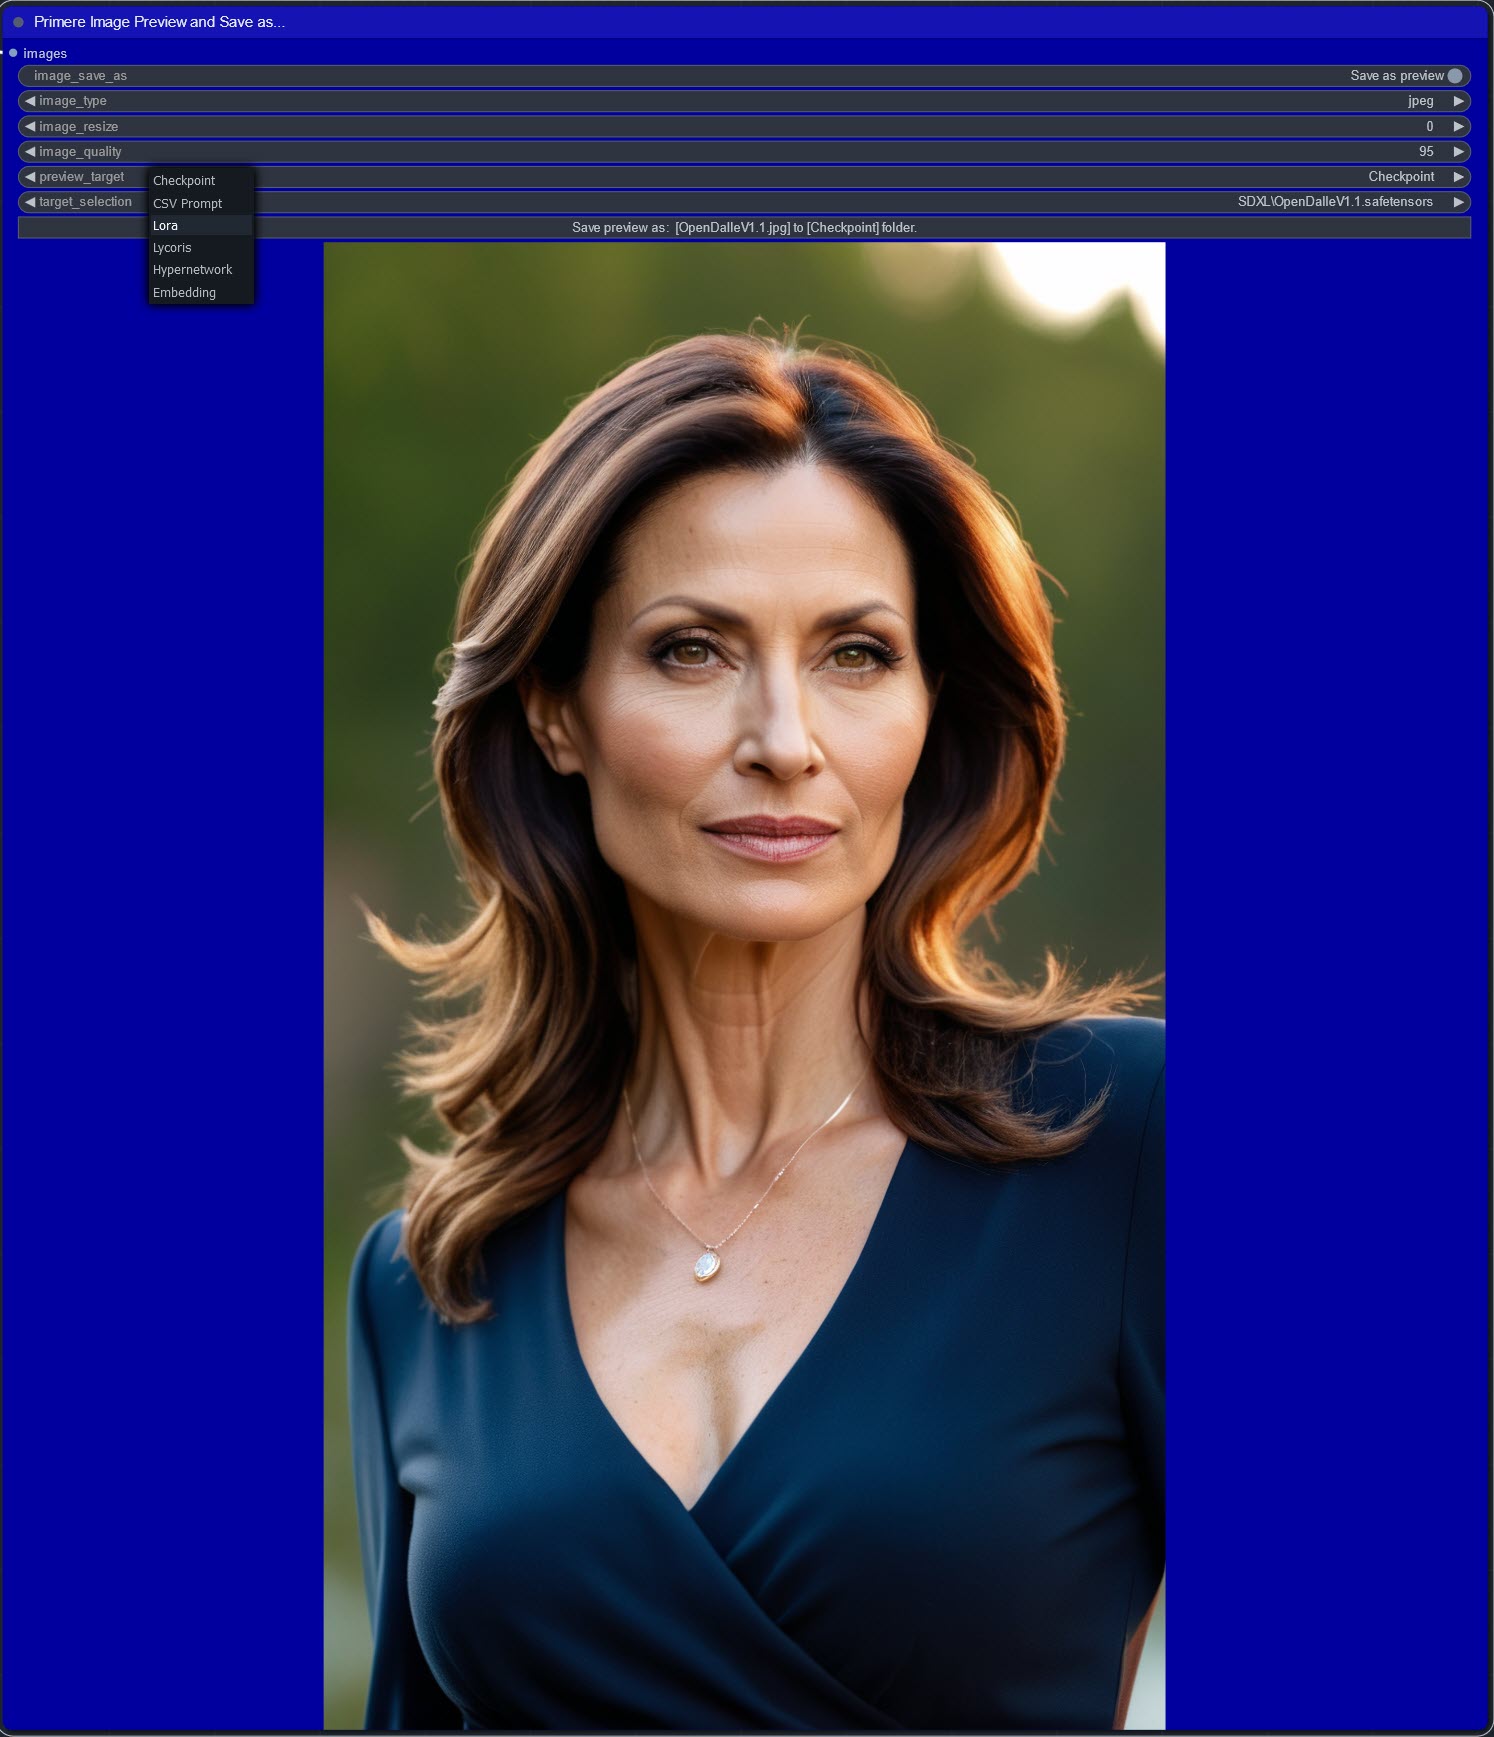 Primere Image Preview and Save as...
images
image_save_as Save as preview
image_type jpeg
image_resize 0
image_quality 95
preview_target Checkpoint
target_selection SDXL\OpenDalleV1.1.safetensors
Save preview as: [OpenDalleV1.1.jpg] to [Checkpoint] folder.
Checkpoint
CSV Prompt
Lora
Lycoris
Hypernetwork
Embedding